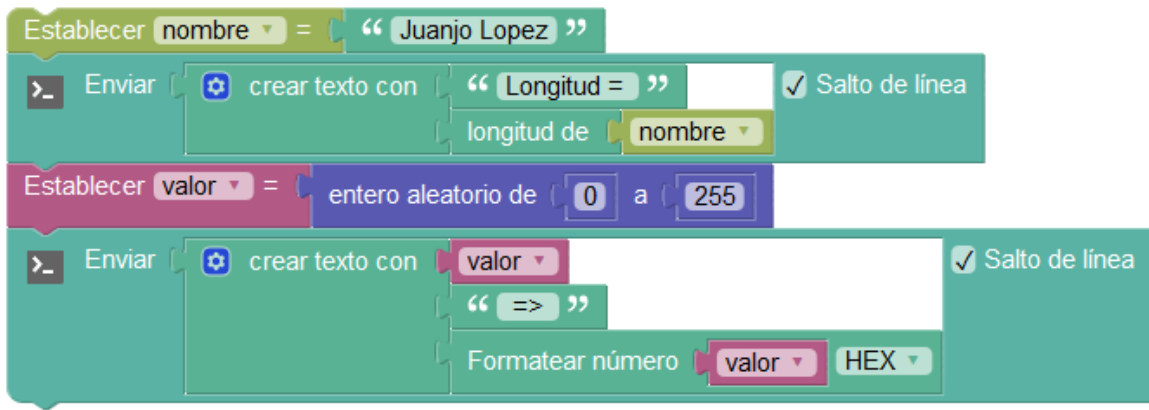 Establecer nombre = “ Juanjo Lopez ”
>_ Enviar crear texto con “ Longitud = ” ✓ Salto de línea
longitud de nombre
Establecer valor = entero aleatorio de 0 a 255
>_ Enviar crear texto con valor ✓ Salto de línea
“ => ”
Formatear número valor HEX